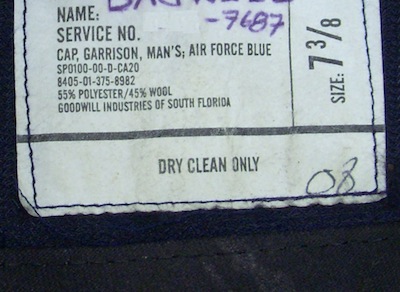 NAME:
-7687
SERVICE NO.
CAP, GARRISON, MAN'S; AIR FORCE BLUE
SPO100-00-D-CA20
8405-01-375-8982
55% POLYESTER/45% WOOL
GOODWILL INDUSTRIES OF SOUTH FLORIDA
SIZE: 7 3/8
DRY CLEAN ONLY
08